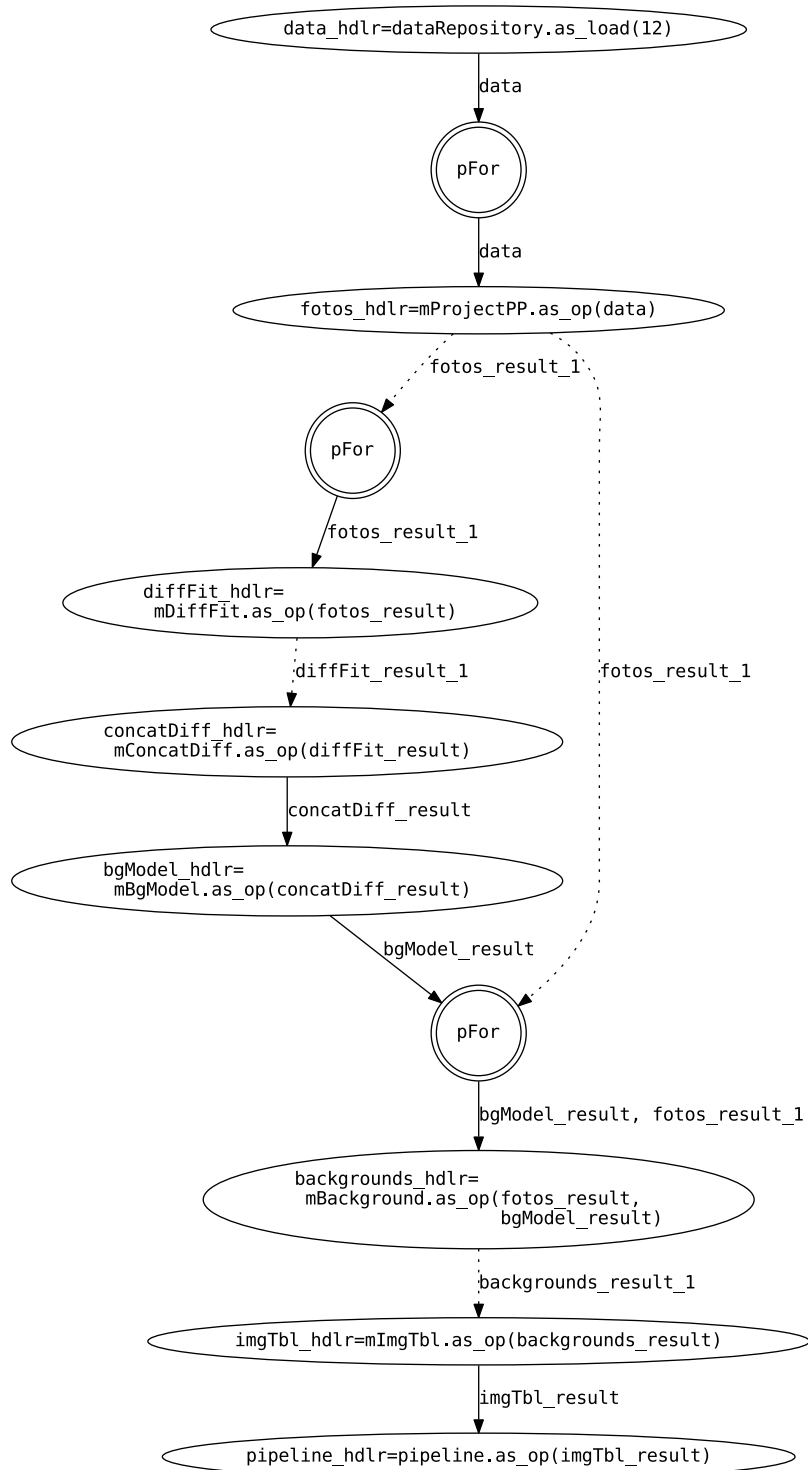 data_hdlr=dataRepository.as_load(12)
data
pFor
data
fotos_hdlr=mProjectPP.as_op(data)
fotos_result_1
pFor
fotos_result_1
diffFit_hdlr=
mDiffFit.as_op(fotos_result)
diffFit_result_1
fotos_result_1
concatDiff_hdlr=
mConcatDiff.as_op(diffFit_result)
concatDiff_result
bgModel_hdlr=
mBgModel.as_op(concatDiff_result)
bgModel_result
pFor
bgModel_result, fotos_result_1
backgrounds_hdlr=
mBackground.as_op(fotos_result,
bgModel_result)
backgrounds_result_1
imgTbl_hdlr=mImgTbl.as_op(backgrounds_result)
imgTbl_result
pipeline_hdlr=pipeline.as_op(imgTbl_result)